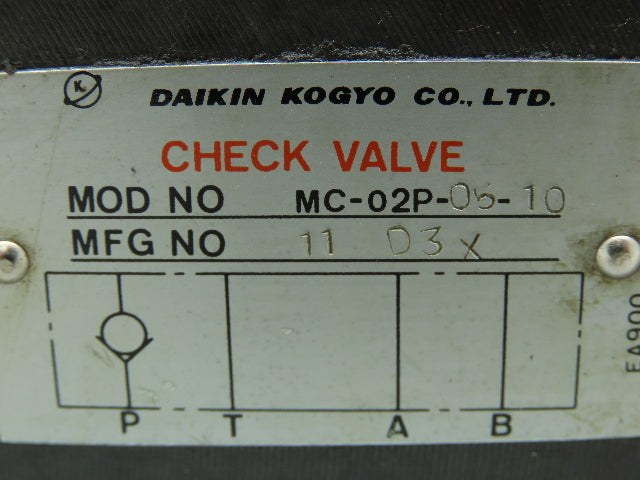 K
DAIKIN KOGYO CO., LTD.
CHECK VALVE
MOD NO MC-02P-05-10
MFG NO 11 D3X
P T A B
EA900